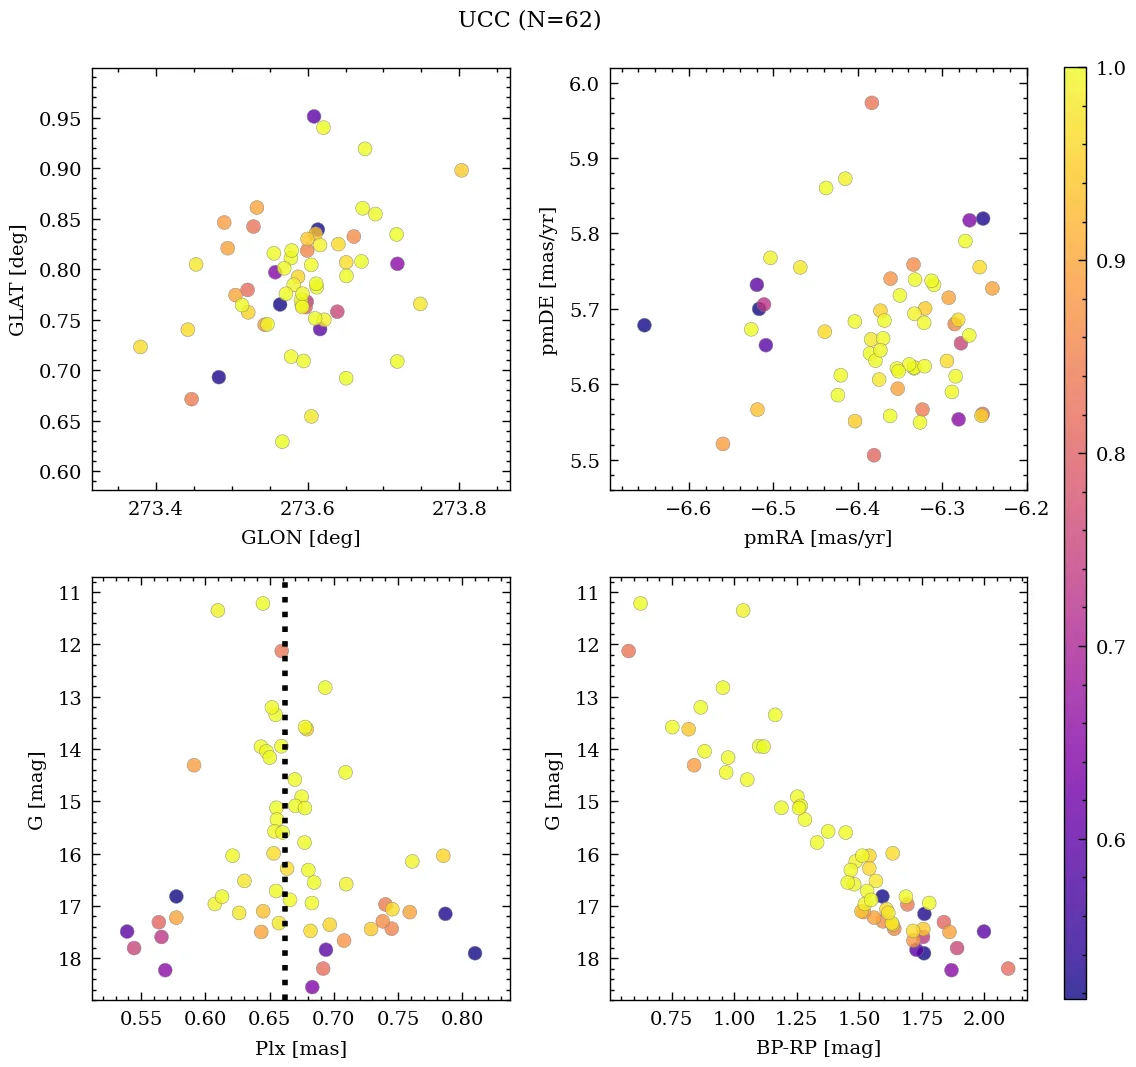 UCC (N=62)
0.95
0.90
0.85
0.80
0.75
0.70
0.65
0.60
GLAT [deg]
273.4 273.6 273.8
GLON [deg]
6.0
5.9
5.8
5.7
5.6
5.5
pmDE [mas/yr]
−6.6 −6.5 −6.4 −6.3 −6.2
pmRA [mas/yr]
1.0
0.9
0.8
0.7
0.6
11
12
13
14
15
16
17
18
G [mag]
0.55 0.60 0.65 0.70 0.75 0.80
Plx [mas]
11
12
13
14
15
16
17
18
G [mag]
0.75 1.00 1.25 1.50 1.75 2.00
BP-RP [mag]